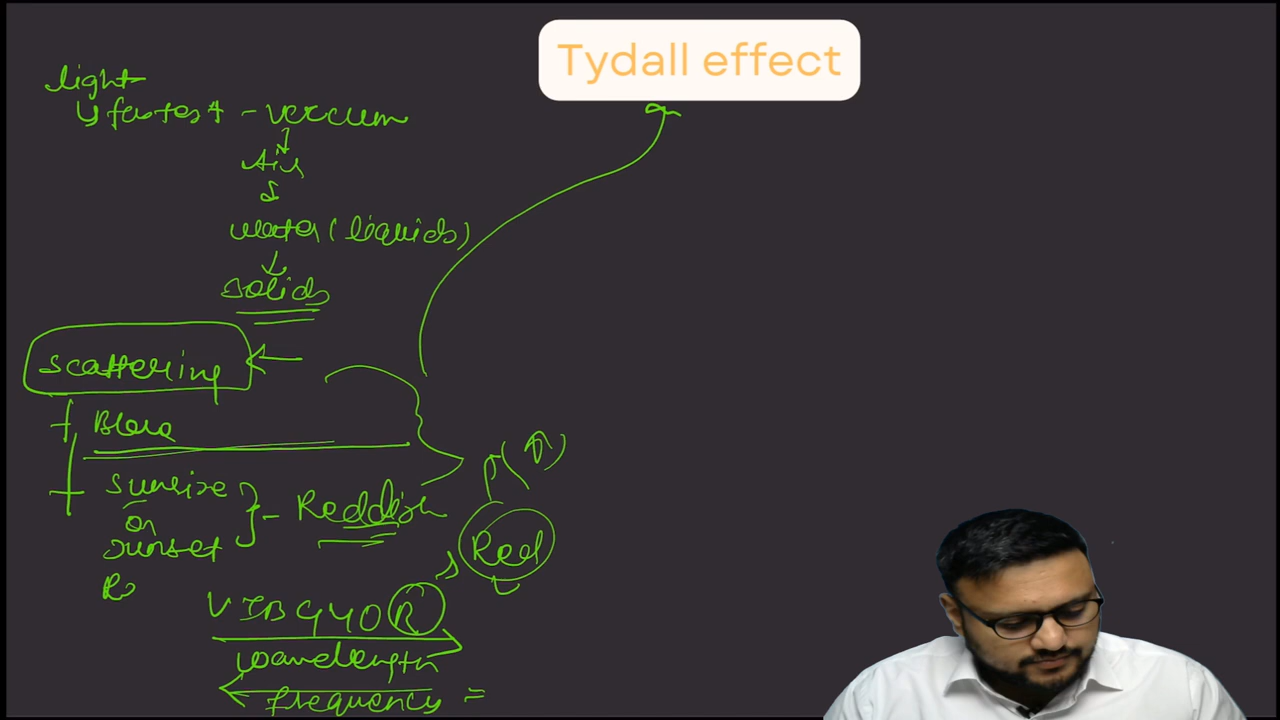 Tydall effect
light
↳ fastest - vaccum
↓
Air
↓
water (liquids)
↓
solids
scattering ←
Blue
Sunrise
or
sunset
} - Reddish
(↑)
Red
R
VIBGYOR
wavelength
frequency =